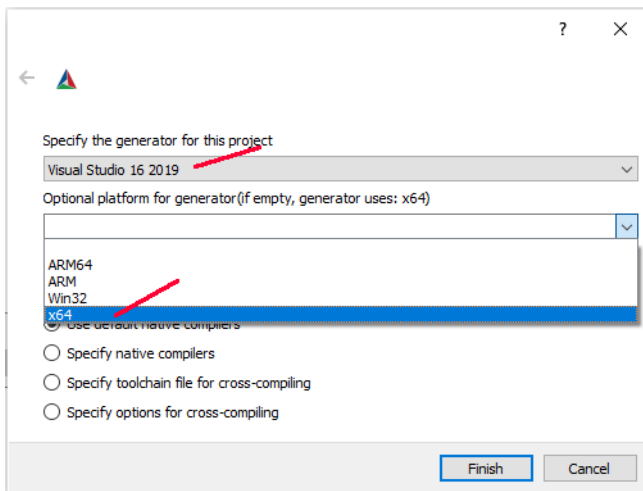 ?
Specify the generator for this project
Visual Studio 16 2019
Optional platform for generator(if empty, generator uses: x64)
ARM64
ARM
Win32
x64
Use default native compilers
Specify native compilers
Specify toolchain file for cross-compiling
Specify options for cross-compiling
Finish Cancel